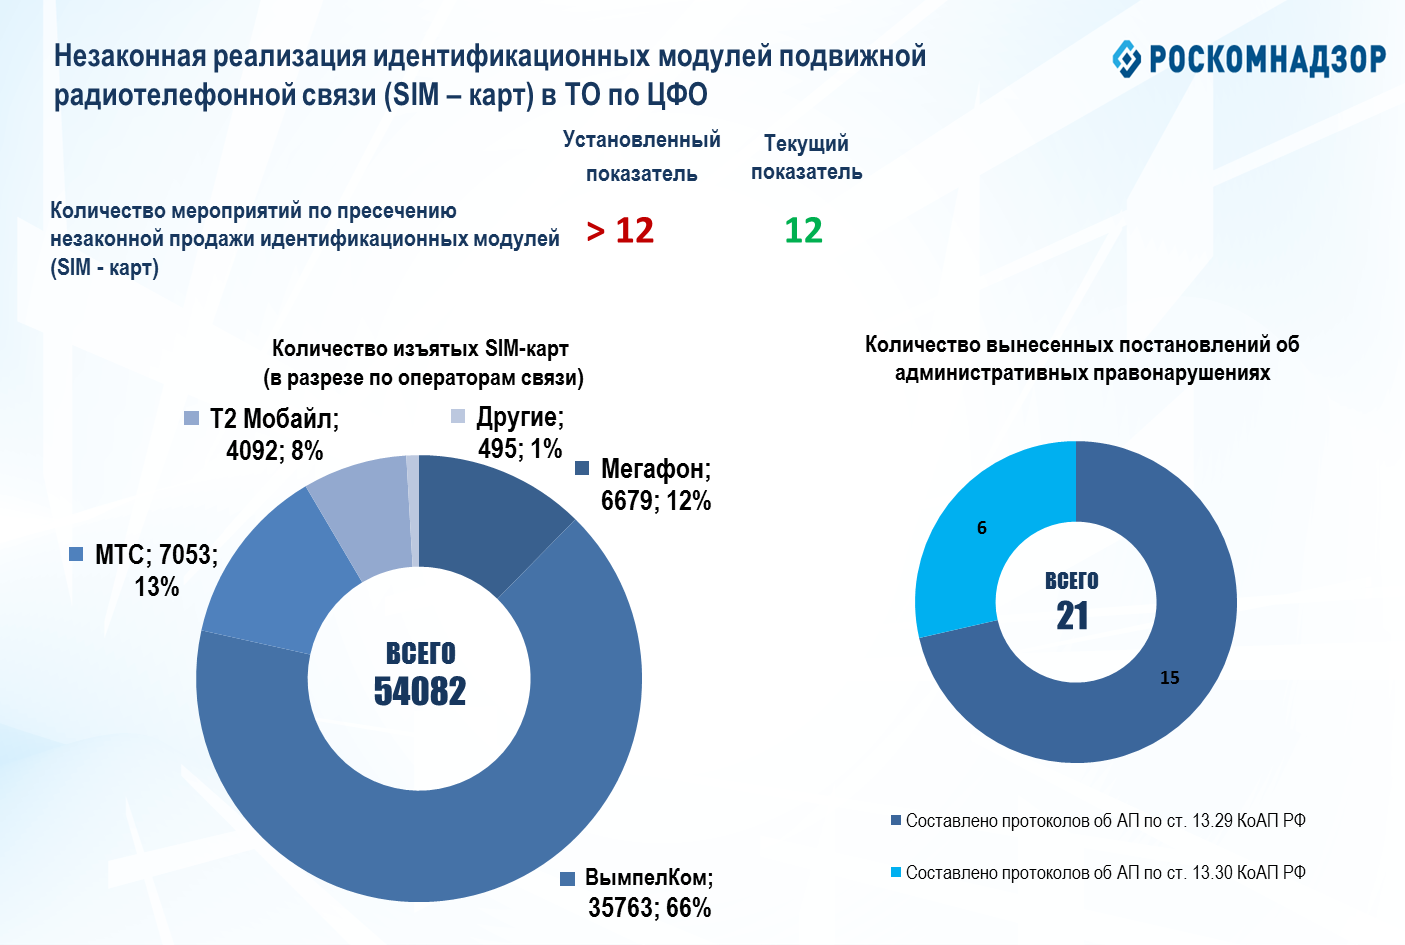 Незаконная реализация идентификационных модулей подвижной
радиотелефонной связи (SIM – карт) в ТО по ЦФО
РОСКОМНАДЗОР
Установленный
показатель
Текущий
показатель
Количество мероприятий по пресечению
незаконной продажи идентификационных модулей
(SIM - карт)
> 12
12
Количество изъятых SIM-карт
(в разрезе по операторам связи)
Т2 Мобайл;
4092; 8%
Другие;
495; 1%
Мегафон;
6679; 12%
МТС; 7053;
13%
ВСЕГО
54082
ВымпелКом;
35763; 66%
Количество вынесенных постановлений об
административных правонарушениях
6
ВСЕГО
21
15
Составлено протоколов об АП по ст. 13.29 КоАП РФ
Составлено протоколов об АП по ст. 13.30 КоАП РФ